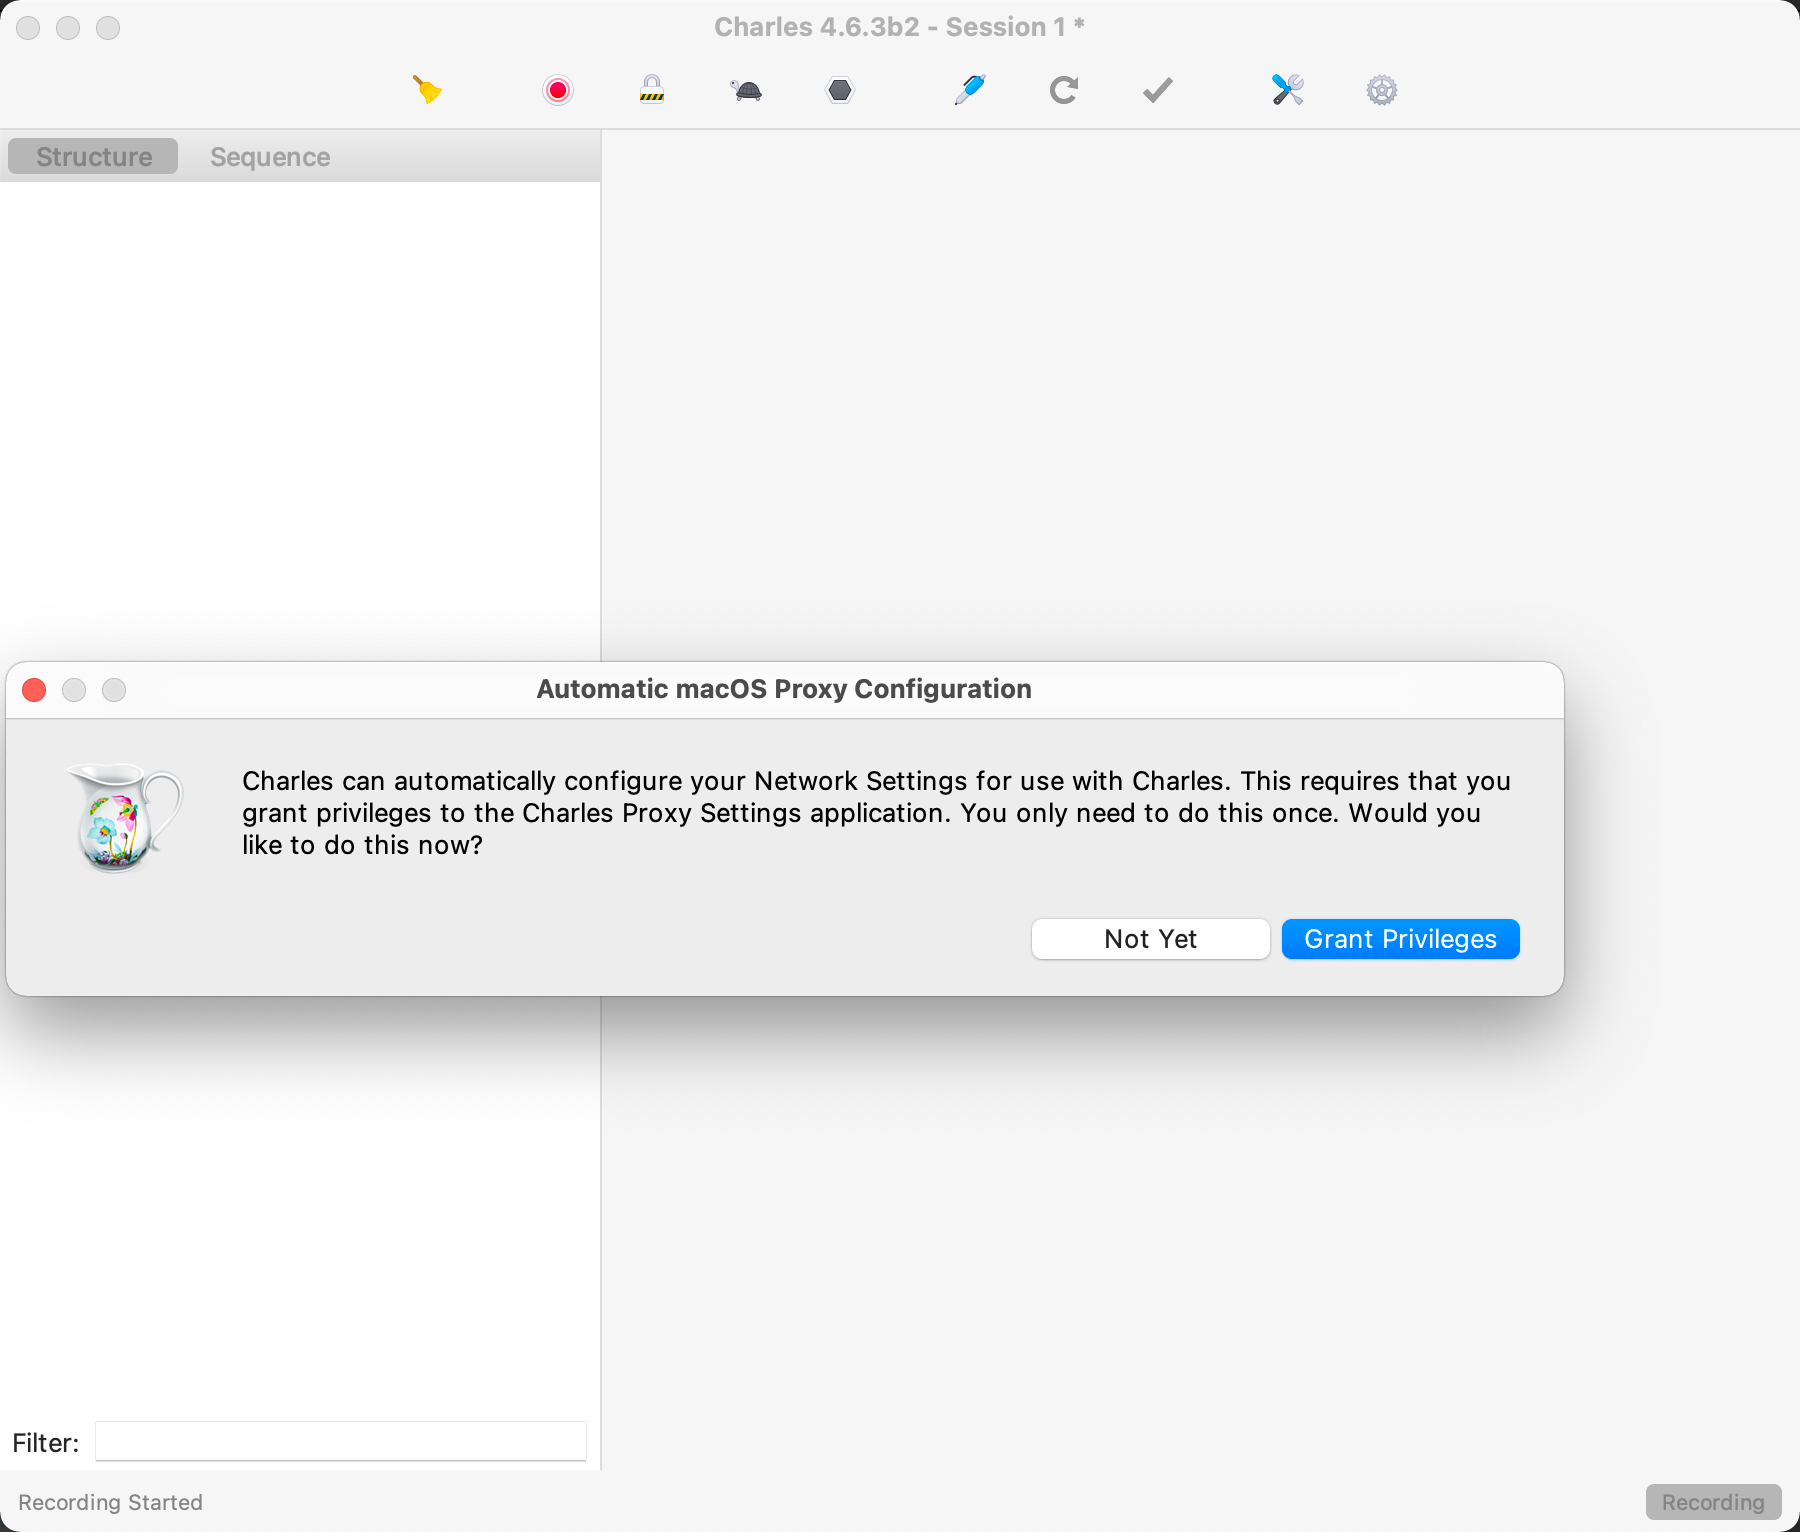 Charles 4.6.3b2 - Session 1 *
Structure
Sequence
Automatic macOS Proxy Configuration
Charles can automatically configure your Network Settings for use with Charles. This requires that you
grant privileges to the Charles Proxy Settings application. You only need to do this once. Would you
like to do this now?
Not Yet
Grant Privileges
Filter:
Recording Started
Recording